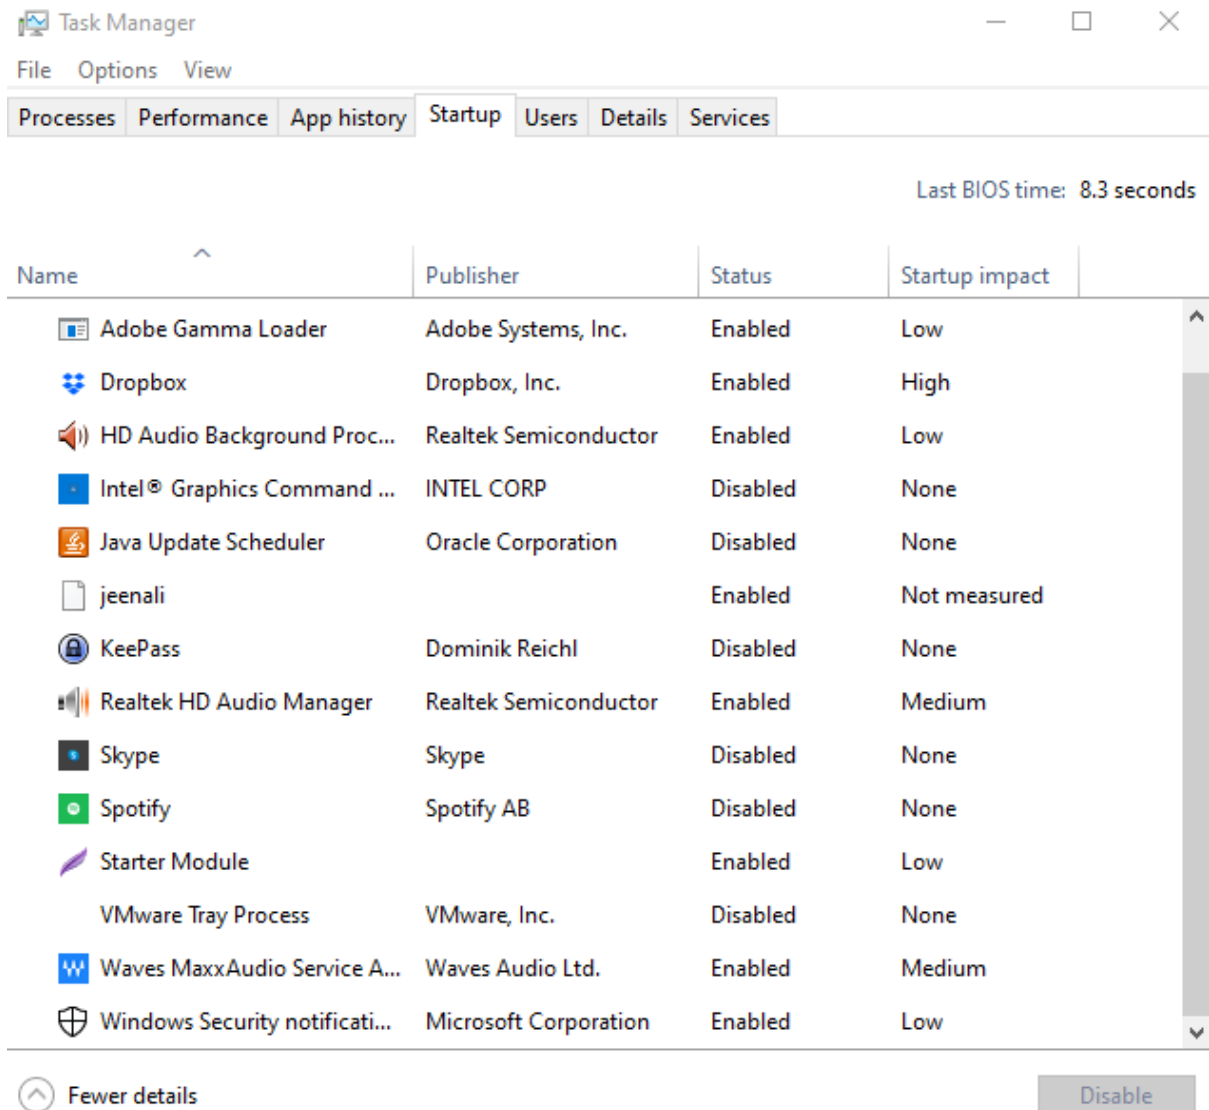 Task Manager
File Options View
Processes Performance App history Startup Users Details Services
Last BIOS time: 8.3 seconds
Name Publisher Status Startup impact
Adobe Gamma Loader Adobe Systems, Inc. Enabled Low
Dropbox Dropbox, Inc. Enabled High
HD Audio Background Proc... Realtek Semiconductor Enabled Low
Intel® Graphics Command ... INTEL CORP Disabled None
Java Update Scheduler Oracle Corporation Disabled None
jeenali Enabled Not measured
KeePass Dominik Reichl Disabled None
Realtek HD Audio Manager Realtek Semiconductor Enabled Medium
Skype Skype Disabled None
Spotify Spotify AB Disabled None
Starter Module Enabled Low
VMware Tray Process VMware, Inc. Disabled None
Waves MaxxAudio Service A... Waves Audio Ltd. Enabled Medium
Windows Security notificati... Microsoft Corporation Enabled Low
Fewer details Disable